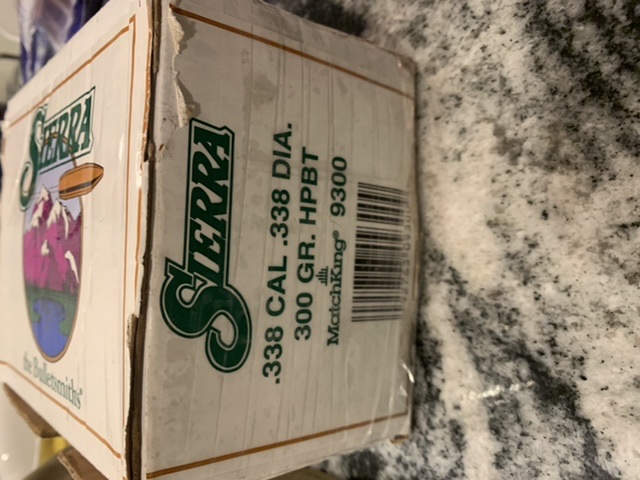 SIERRA
the Bulletsmiths®
SIERRA
.338 CAL .338 DIA.
300 GR. HPBT
MatchKing® 9300